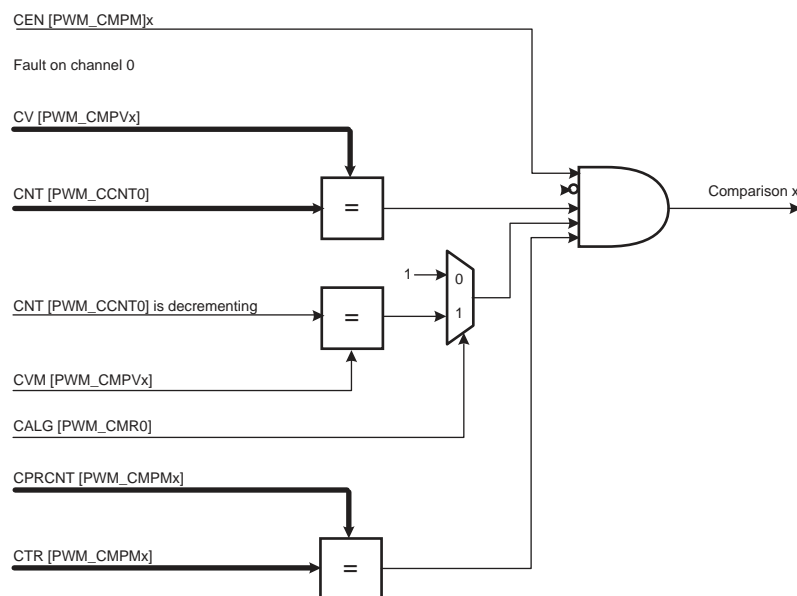 CEN [PWM_CMPM]x
Fault on channel 0
CV [PWM_CMPVx]
CNT [PWM_CCNT0]
=
Comparison x
1
0
CNT [PWM_CCNT0] is decrementing
=
1
CVM [PWM_CMPVx]
CALG [PWM_CMR0]
CPRCNT [PWM_CMPMx]
CTR [PWM_CMPMx]
=